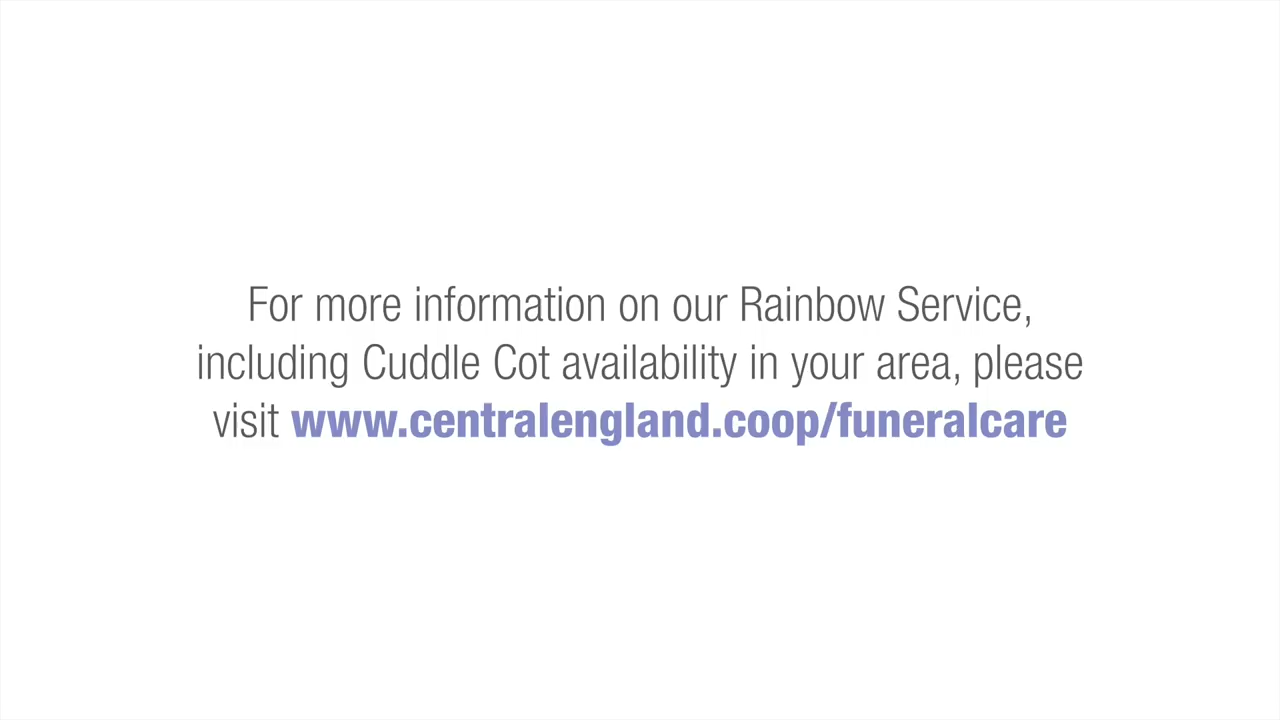 For more information on our Rainbow Service,
including Cuddle Cot availability in your area, please
visit www.centralengland.coop/funeralcare